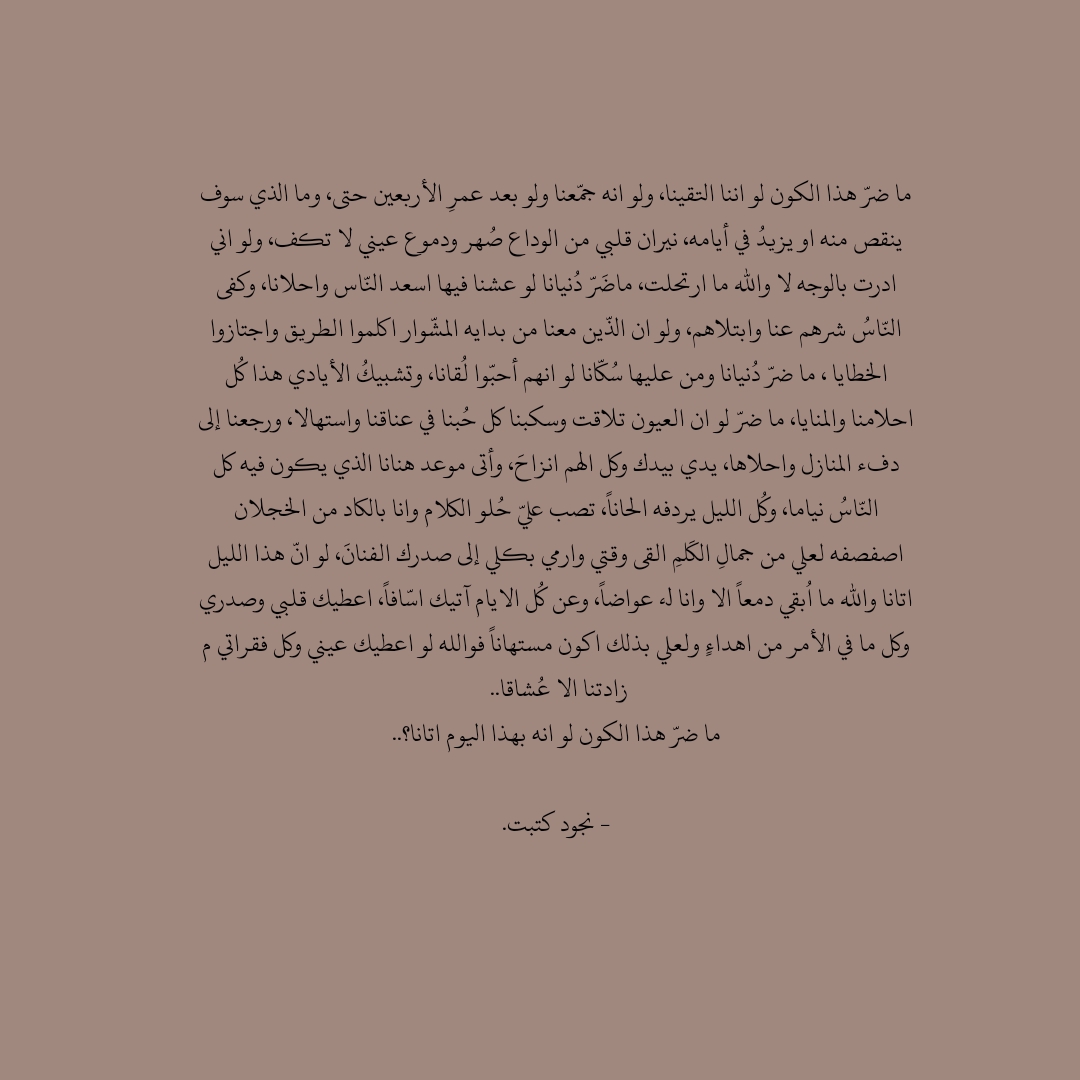 ما ضرّ هذا الكون لو اننا التقينا، ولو انه جمّعنا ولو بعد عمرِ الأربعين حتى، وما الذي سوف
ينقص منه او يزيدُ في أيامه، نيران قلبي من الوداع صُهر ودموع عيني لا تكف، ولو اني
ادرت بالوجه لا والله ما ارتحلت، ماضَرّ دُنيانا لو عشنا فيها اسعد النّاس واحلانا، وكفى
النّاسُ شرهم عنا وابتلاهم، ولو ان الذّين معنا من بدايه المشّوار اكلموا الطريق واجتازوا
الخطايا ، ما ضرّ دُنيانا ومن عليها سُكّانا لو انهم أحبّوا لُقانا، وتشبيكُ الأيادي هذا كُل
احلامنا والمنايا، ما ضرّ لو ان العيون تلاقت وسكبنا كل حُبنا في عناقنا واستهالا، ورجعنا إلى
دفء المنازل واحلاها، يدي بيدك وكل الهم انزاحَ، وأتى موعد هنانا الذي يكون فيه كل
النّاسُ نياما، وكُل الليل يردفه الحاناً، تصب عليّ حُلو الكلام وانا بالكاد من الخجلان
اصفصفه لعلي من جمالِ الكَلمِ القى وقتي وارمي بكلي إلى صدرك الفنانَ، لو انّ هذا الليل
اتانا والله ما اُبقي دمعاً الا وانا له عواضاً، وعن كُل الايام آتيك اسّافاً، اعطيك قلبي وصدري
وكل ما في الأمر من اهداءٍ ولعلي بذلك اكون مستهاناً فوالله لو اعطيك عيني وكل فقراتي م
زادتنا الا عُشاقا..
ما ضرّ هذا الكون لو انه بهذا اليوم اتانا؟..
- نجود كتبت.